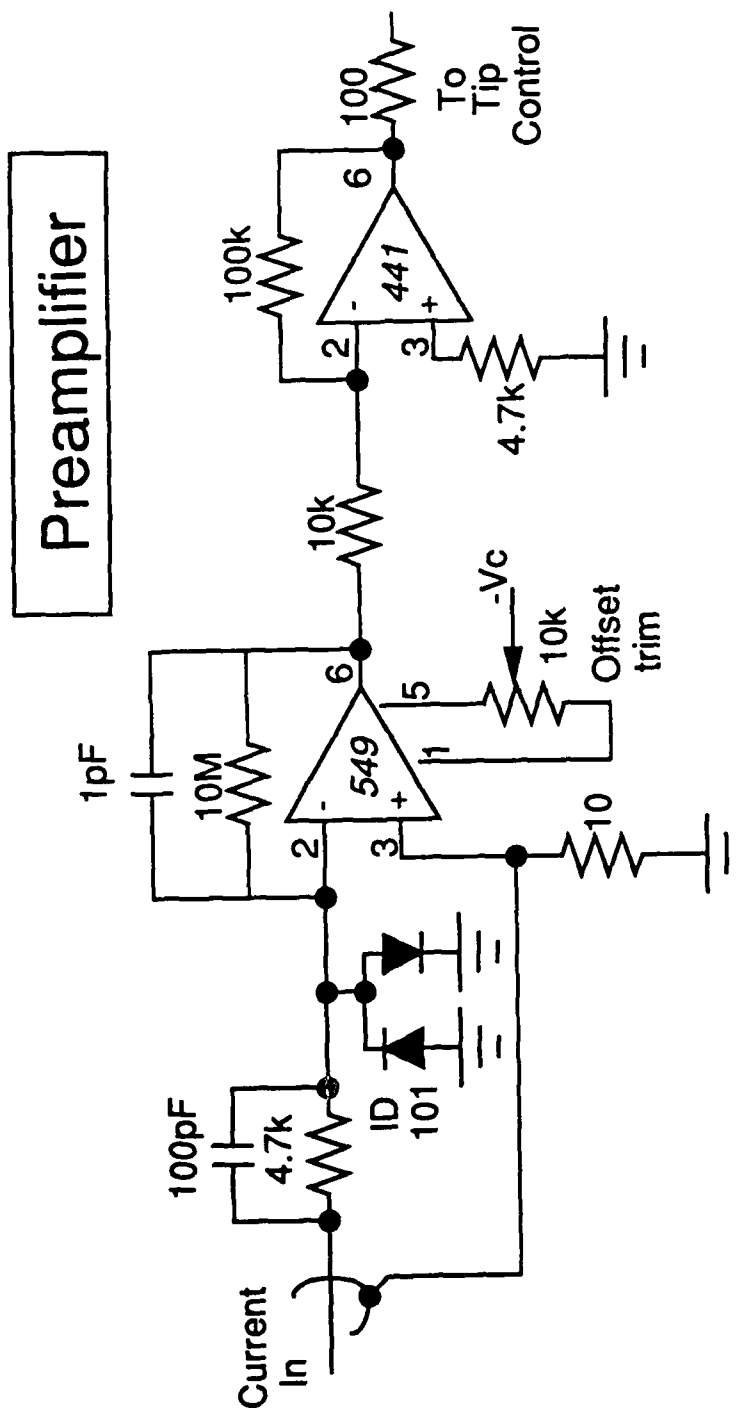 Preamplifier
Current
In
100pF
4.7k
ID
101
1pF
10M
2
3
-
+
549
6
5
1
-Vc
10k
Offset
trim
10
10k
100k
2
3
-
+
441
6
4.7k
100
To
Tip
Control